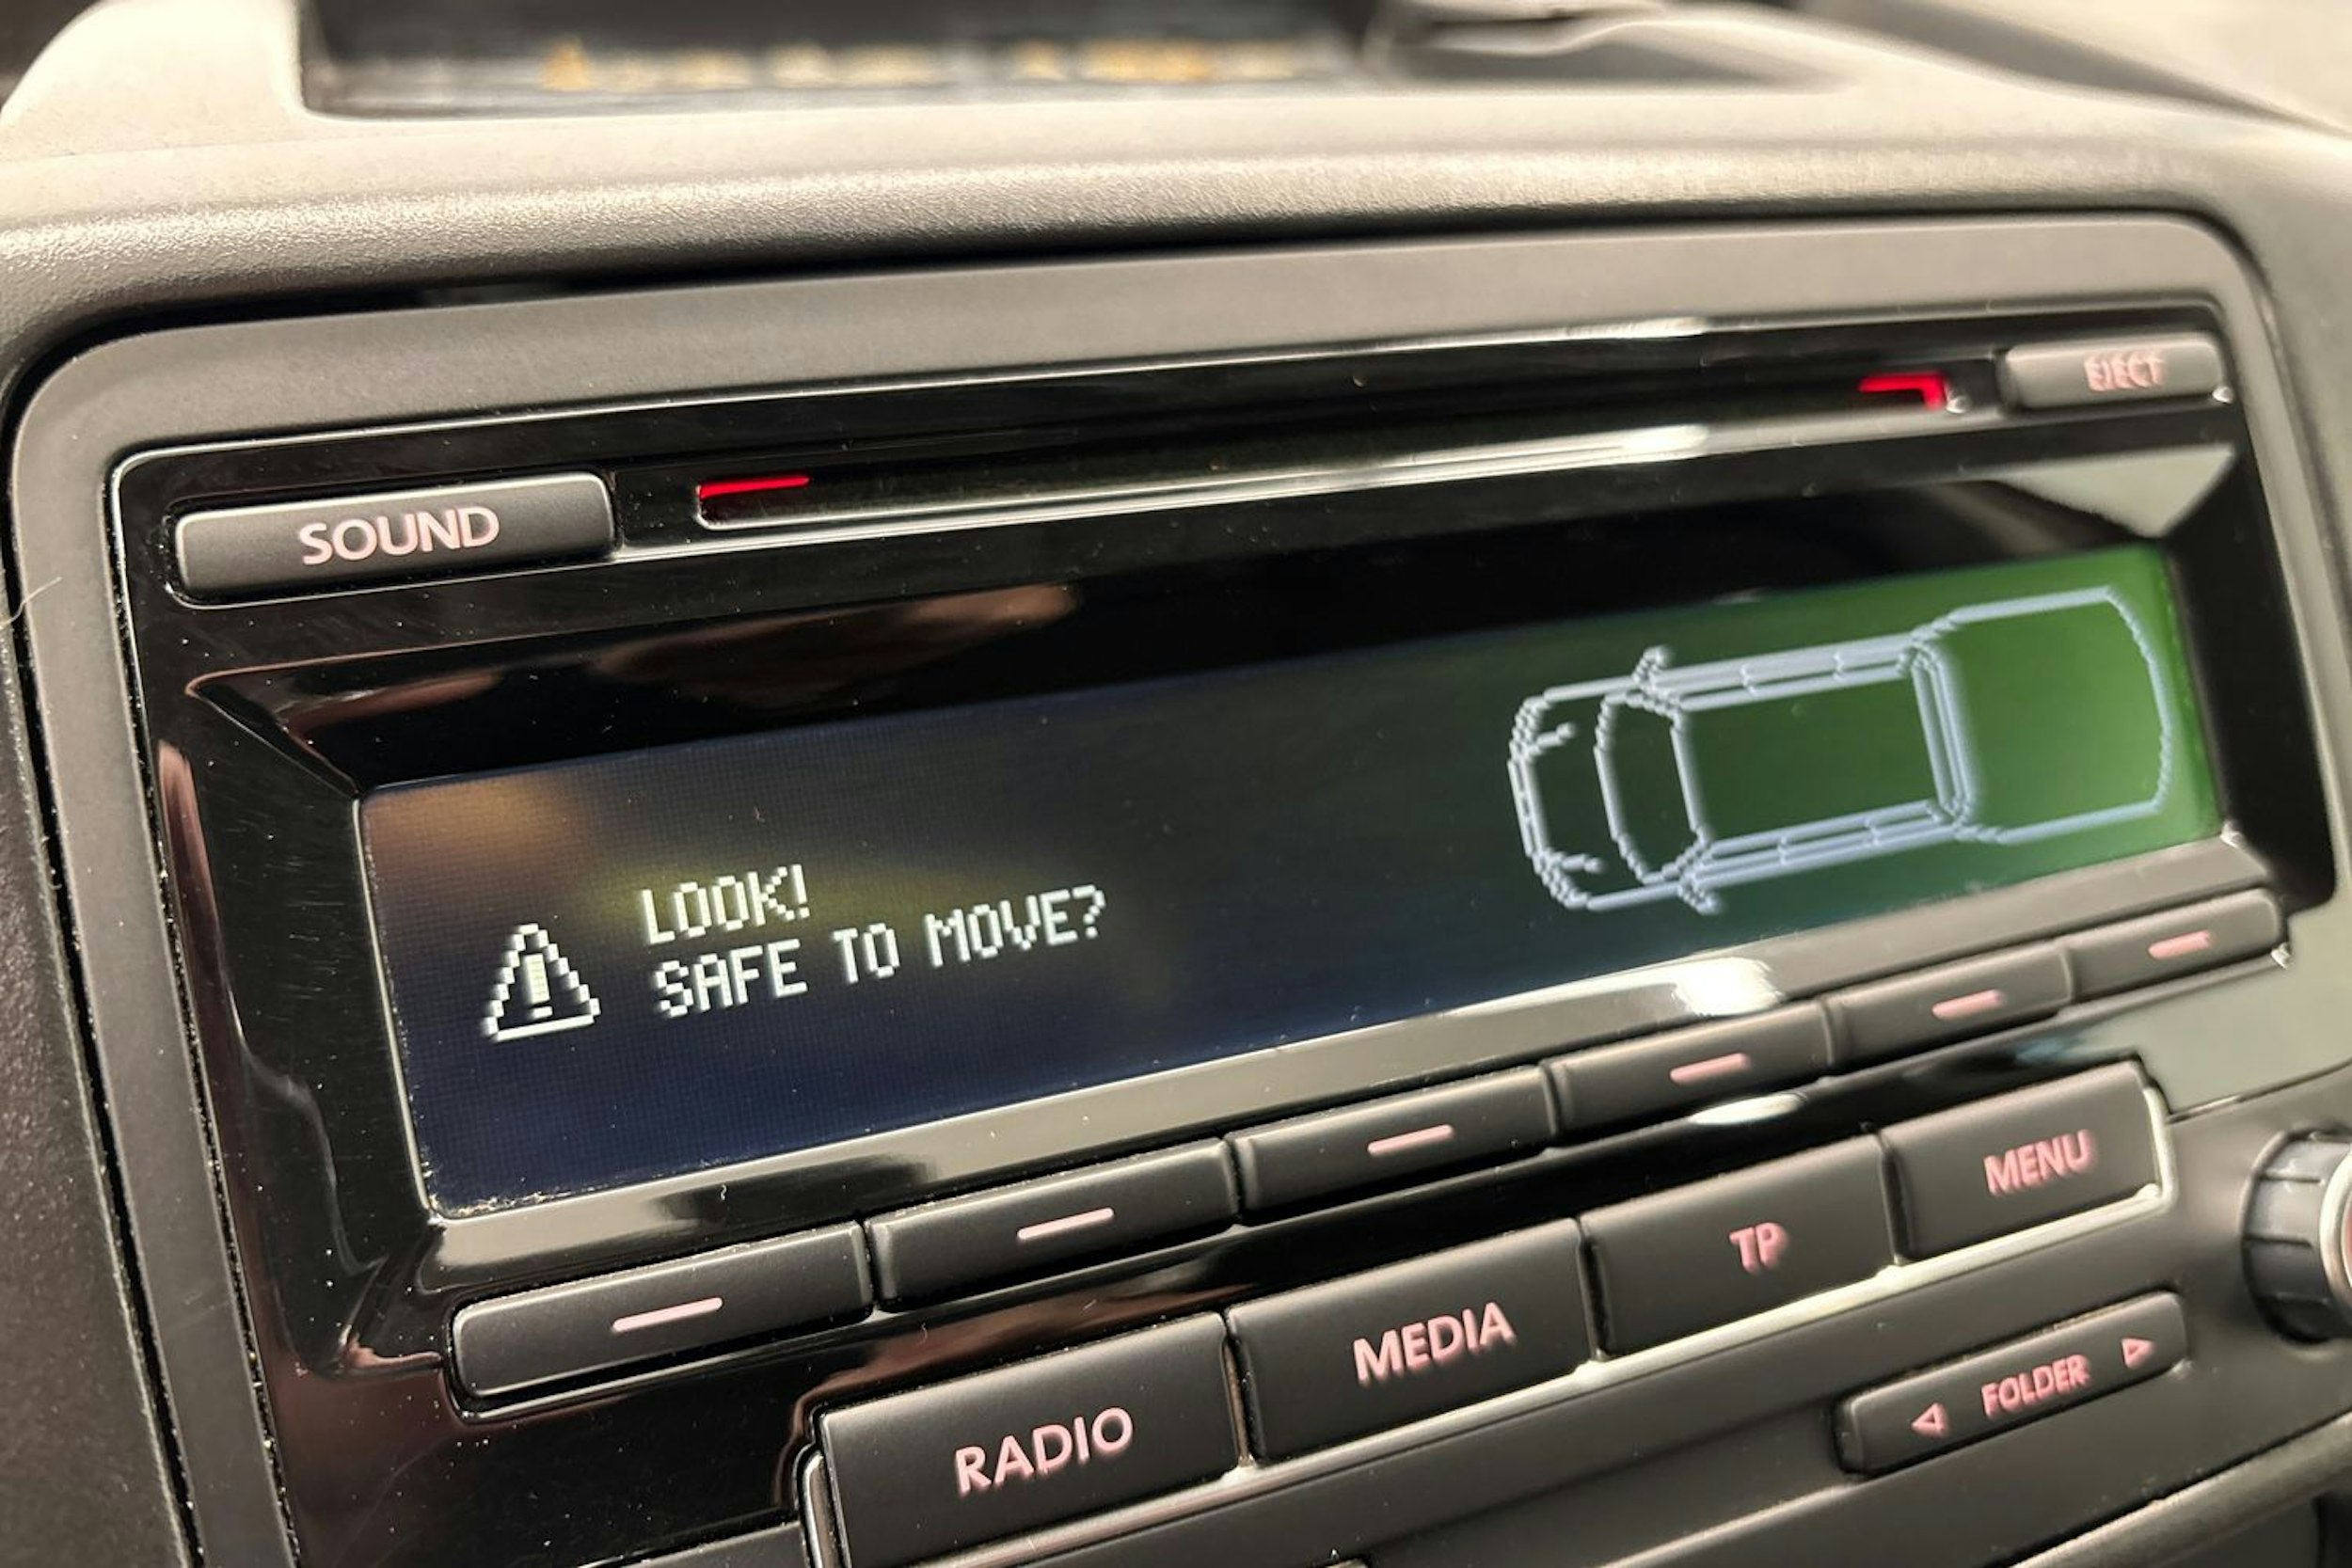 EJECT
SOUND
LOOK!
SAFE TO MOVE?
MENU
TP
MEDIA
RADIO
FOLDER